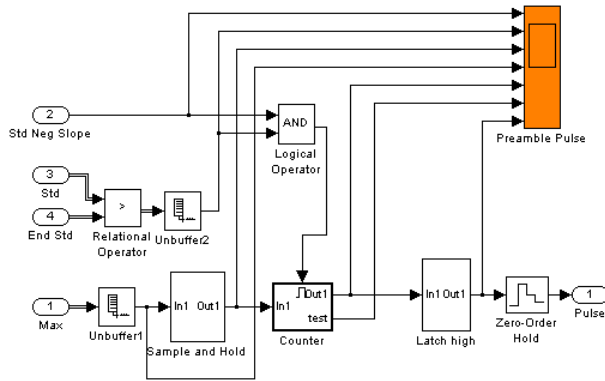 2
Std Neg Slope
AND
Logical
Operator
Preamble Pulse
3
Std
4
End Std
>
Relational
Operator
Unbuffer2
1
Max
Unbuffer1
In1 Out1
Sample and Hold
In1
Out1
test
Counter
In1 Out1
Latch high
Zero-Order
Hold
1
Pulse